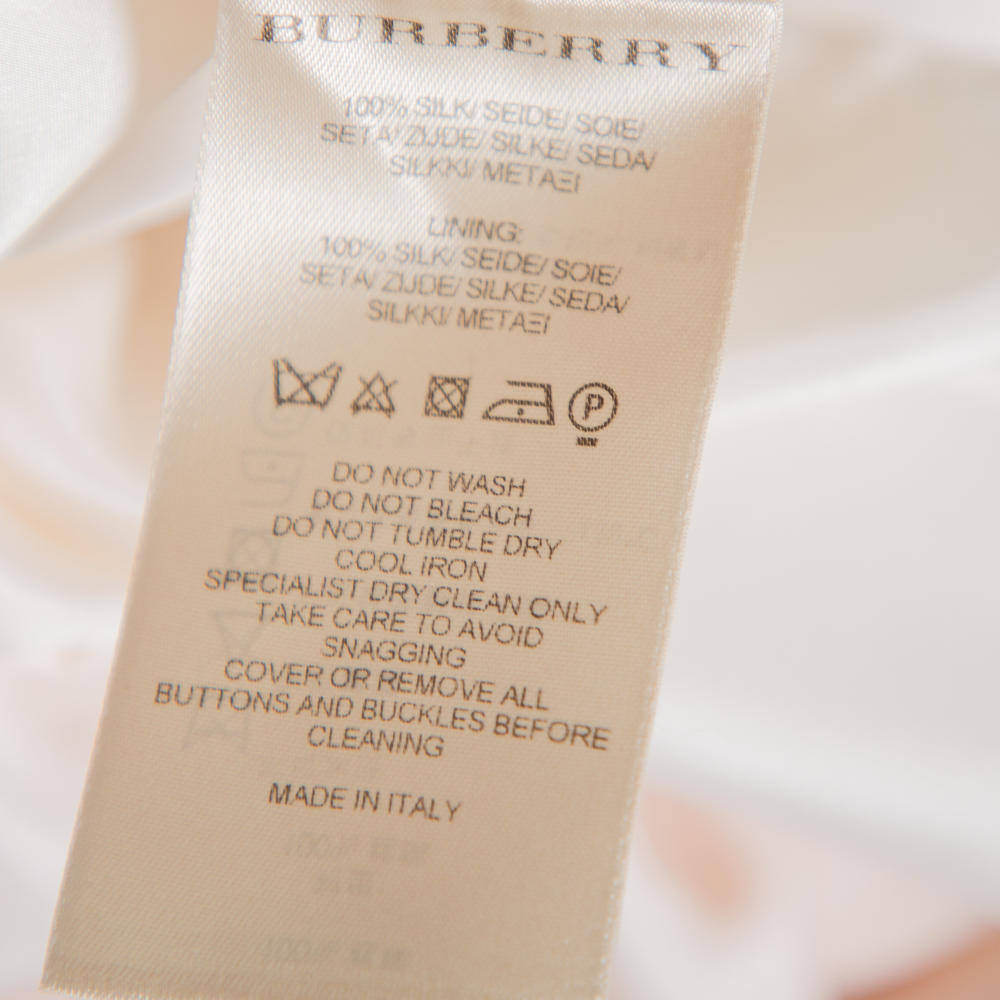 BURBERRY
100% SILK/ SEIDE/ SOIE/
SETA/ ZIJDE/ SILKE/ SEDA/
SILKKI/ ΜΕΤΑΞΙ
LINING:
100% SILK/ SEIDE/ SOIE/
SETA/ ZIJDE/ SILKE/ SEDA/
SILKKI/ ΜΕΤΑΞΙ
P
DO NOT WASH
DO NOT BLEACH
DO NOT TUMBLE DRY
COOL IRON
SPECIALIST DRY CLEAN ONLY
TAKE CARE TO AVOID
SNAGGING
COVER OR REMOVE ALL
BUTTONS AND BUCKLES BEFORE
CLEANING
MADE IN ITALY